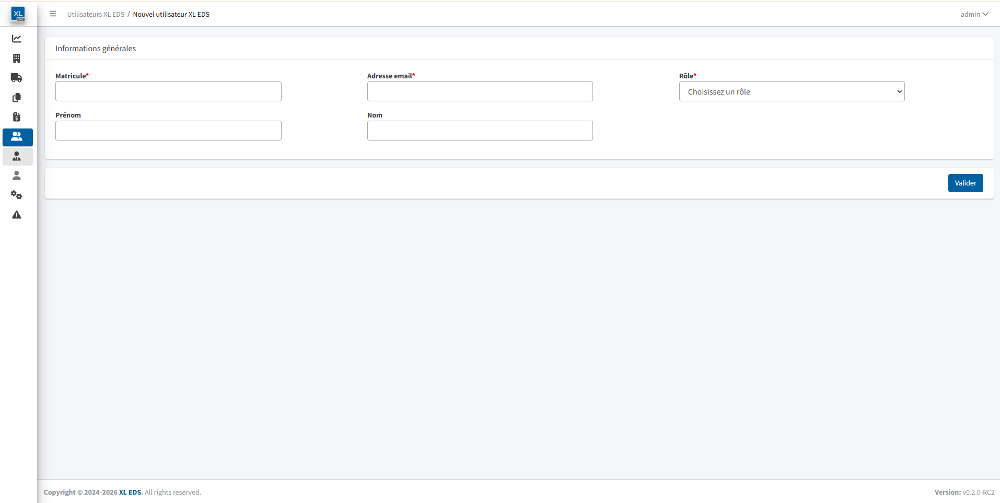 XL
EDS
Utilisateurs XL EDS / Nouvel utilisateur XL EDS
admin
Informations générales
Matricule*
Adresse email*
Rôle*
Choisissez un rôle
Prénom
Nom
Valider
Copyright © 2024-2026 XL EDS. All rights reserved.
Version: v0.2.0-RC2